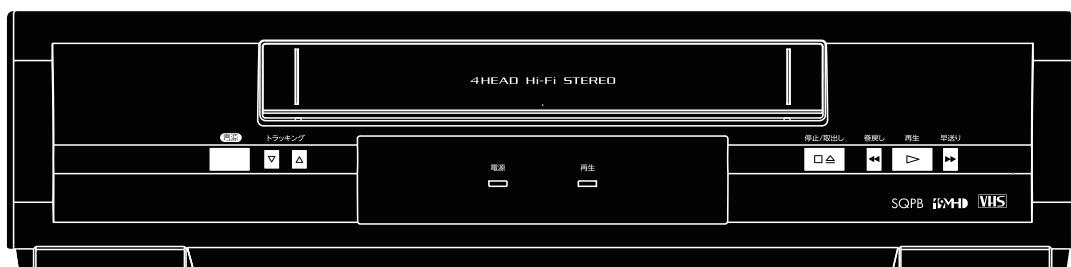 4HEAD Hi-Fi STEREO
電源
トラッキング
停止/取出し
巻戻し
再生
早送り
電源
再生
SQPB
VHS